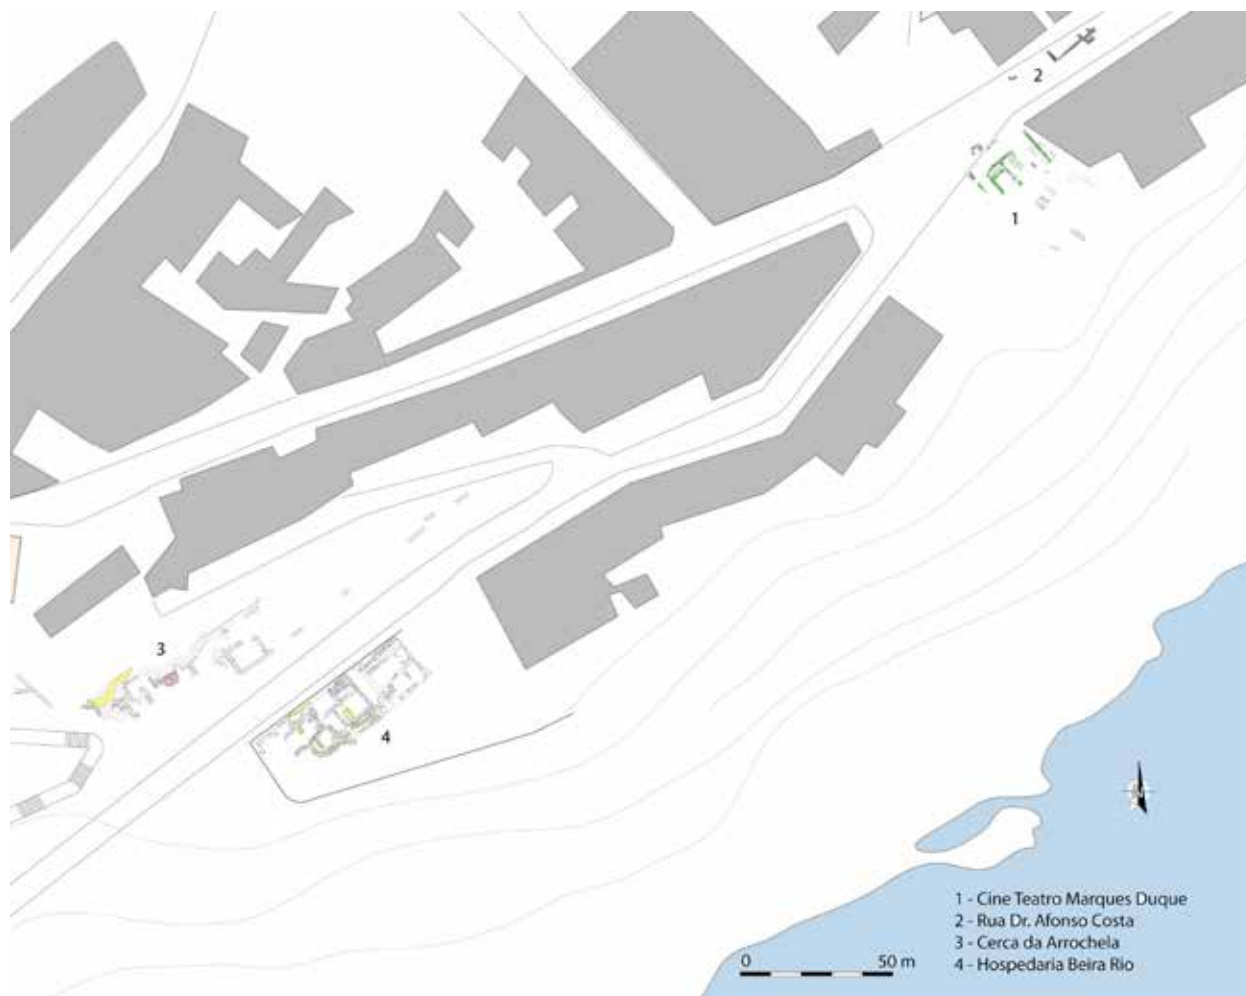 2
1
3
4
1 - Cine Teatro Marques Duque
2 - Rua Dr. Afonso Costa
3 - Cerca da Arrochela
4 - Hospedaria Beira Rio
0 50 m